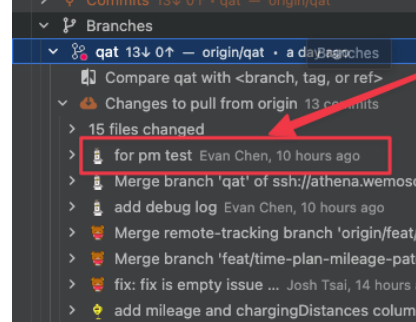 Commits 13↓ 0↑ • qat — origin/qat
Branches
qat 13↓ 0↑ — origin/qat • a day ago
Branches
Compare qat with <branch, tag, or ref>
Changes to pull from origin 13 commits
15 files changed
for pm test Evan Chen, 10 hours ago
Merge branch 'qat' of ssh://athena.wemosc
add debug log Evan Chen, 10 hours ago
Merge remote-tracking branch 'origin/feat/
Merge branch 'feat/time-plan-mileage-pat
fix: fix is empty issue ... Josh Tsai, 14 hours
add mileage and chargingDistances colum